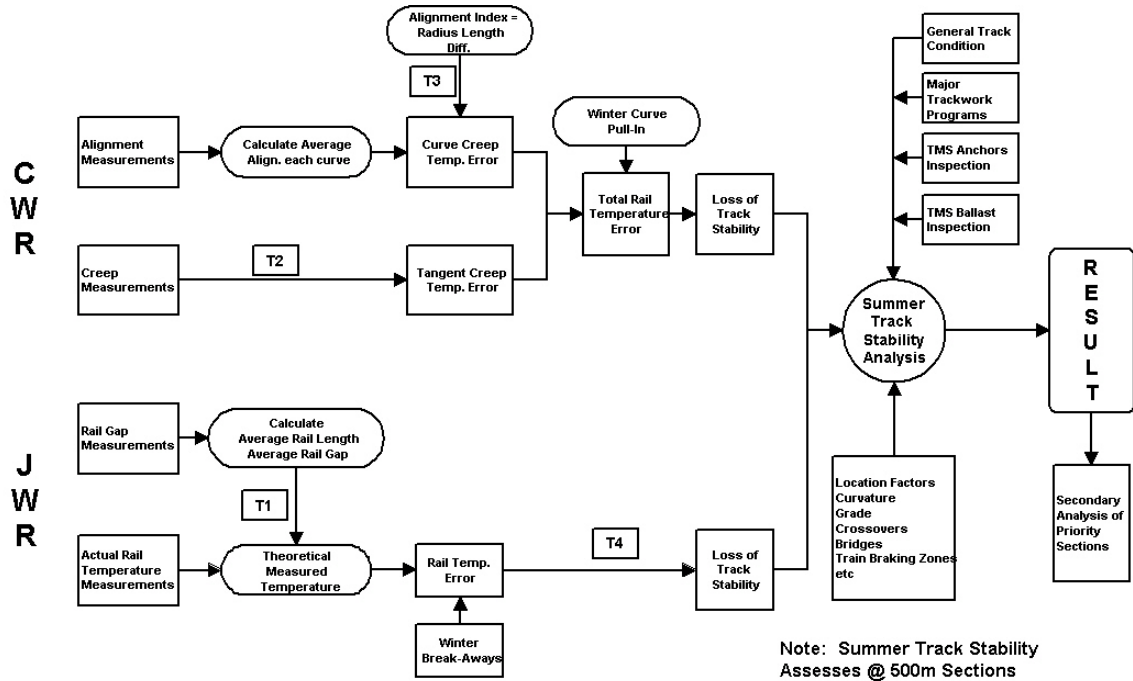 C
W
R
Alignment Index =
Radius Length
Diff.
T3
Alignment
Measurements
Calculate Average
Align. each curve
Curve Creep
Temp. Error
Winter Curve
Pull-In
Creep
Measurements
T2
Tangent Creep
Temp. Error
Total Rail
Temperature
Error
Loss of
Track
Stability
General Track
Condition
Major
Trackwork
Programs
TMS Anchors
Inspection
TMS Ballast
Inspection
Summer
Track
Stability
Analysis
R
E
S
U
L
T
J
W
R
Rail Gap
Measurements
Calculate
Average Rail Length
Average Rail Gap
T1
Actual Rail
Temperature
Measurements
Theoretical
Measured
Temperature
Rail Temp.
Error
Winter
Break-Aways
T4
Loss of
Track
Stability
Location Factors
Curvature
Grade
Crossovers
Bridges
Train Braking Zones
etc
Secondary
Analysis of
Priority
Sections
Note: Summer Track Stability
Assesses @ 500m Sections